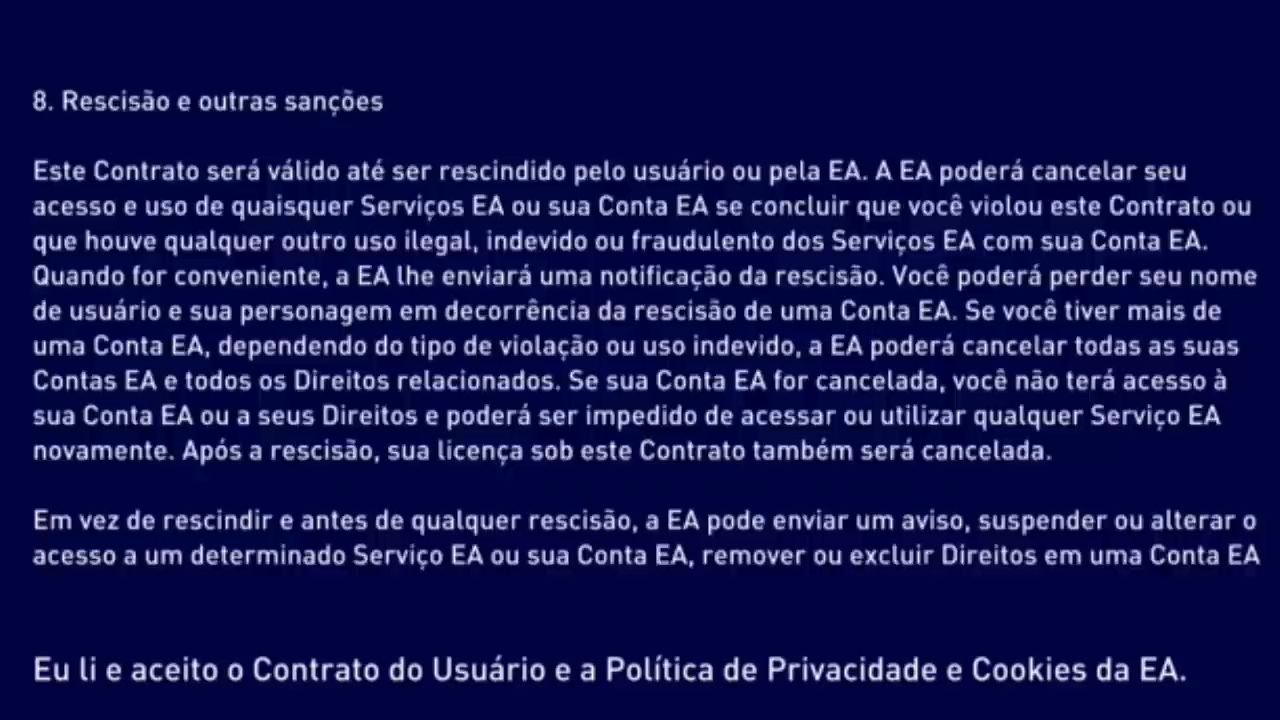 8. Rescisão e outras sanções
Este Contrato será válido até ser rescindido pelo usuário ou pela EA. A EA poderá cancelar seu
acesso e uso de quaisquer Serviços EA ou sua Conta EA se concluir que você violou este Contrato ou
que houve qualquer outro uso ilegal, indevido ou fraudulento dos Serviços EA com sua Conta EA.
Quando for conveniente, a EA lhe enviará uma notificação da rescisão. Você poderá perder seu nome
de usuário e sua personagem em decorrência da rescisão de uma Conta EA. Se você tiver mais de
uma Conta EA, dependendo do tipo de violação ou uso indevido, a EA poderá cancelar todas as suas
Contas EA e todos os Direitos relacionados. Se sua Conta EA for cancelada, você não terá acesso à
sua Conta EA ou a seus Direitos e poderá ser impedido de acessar ou utilizar qualquer Serviço EA
novamente. Após a rescisão, sua licença sob este Contrato também será cancelada.
Em vez de rescindir e antes de qualquer rescisão, a EA pode enviar um aviso, suspender ou alterar o
acesso a um determinado Serviço EA ou sua Conta EA, remover ou excluir Direitos em uma Conta EA
Eu li e aceito o Contrato do Usuário e a Política de Privacidade e Cookies da EA.